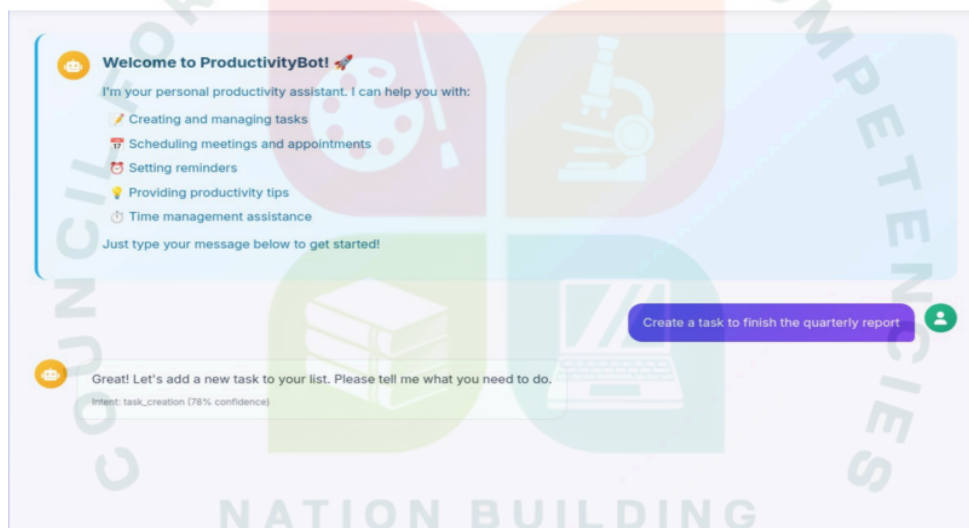 Welcome to ProductivityBot! 🚀
I'm your personal productivity assistant. I can help you with:
📝 Creating and managing tasks
📅 Scheduling meetings and appointments
⏰ Setting reminders
💡 Providing productivity tips
⏱️ Time management assistance
Just type your message below to get started!
Create a task to finish the quarterly report
Great! Let's add a new task to your list. Please tell me what you need to do.
Intent: task_creation (78% confidence)
COUNCIL FOR
OMPETENCIES
NATION BUILDING